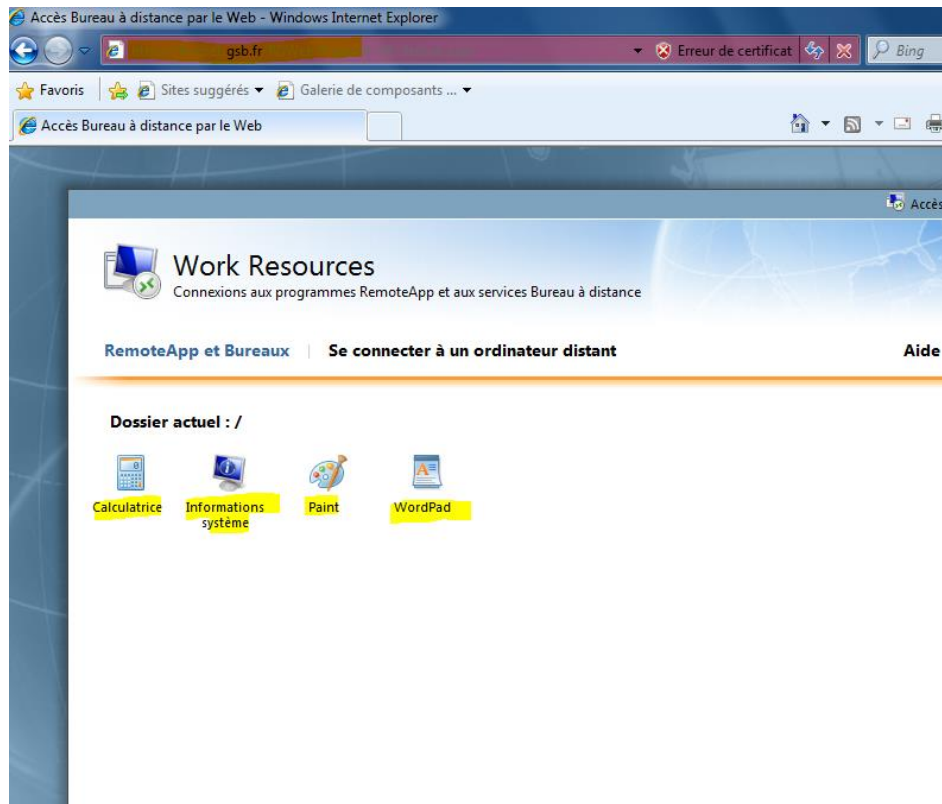 Accès Bureau à distance par le Web - Windows Internet Explorer
gsb.fr
Erreur de certificat
Bing
Favoris
Sites suggérés
Galerie de composants ...
Accès Bureau à distance par le Web
Accès
Work Resources
Connexions aux programmes RemoteApp et aux services Bureau à distance
RemoteApp et Bureaux | Se connecter à un ordinateur distant
Aide
Dossier actuel : /
Calculatrice
Informations
système
Paint
WordPad